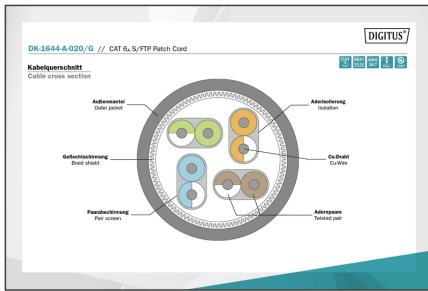 DIGITUS
DK-1644-A-020/G // CAT 6A S/FTP Patch Cord
Kabelquerschnitt
Cable cross section
Außenmantel
Outer jacket
Geflechtschirmung
Braid shield
Paarabschirmung
Pair screen
Aderisolierung
Isolation
Cu-Draht
Cu-Wire
Adernpaare
Twisted pair